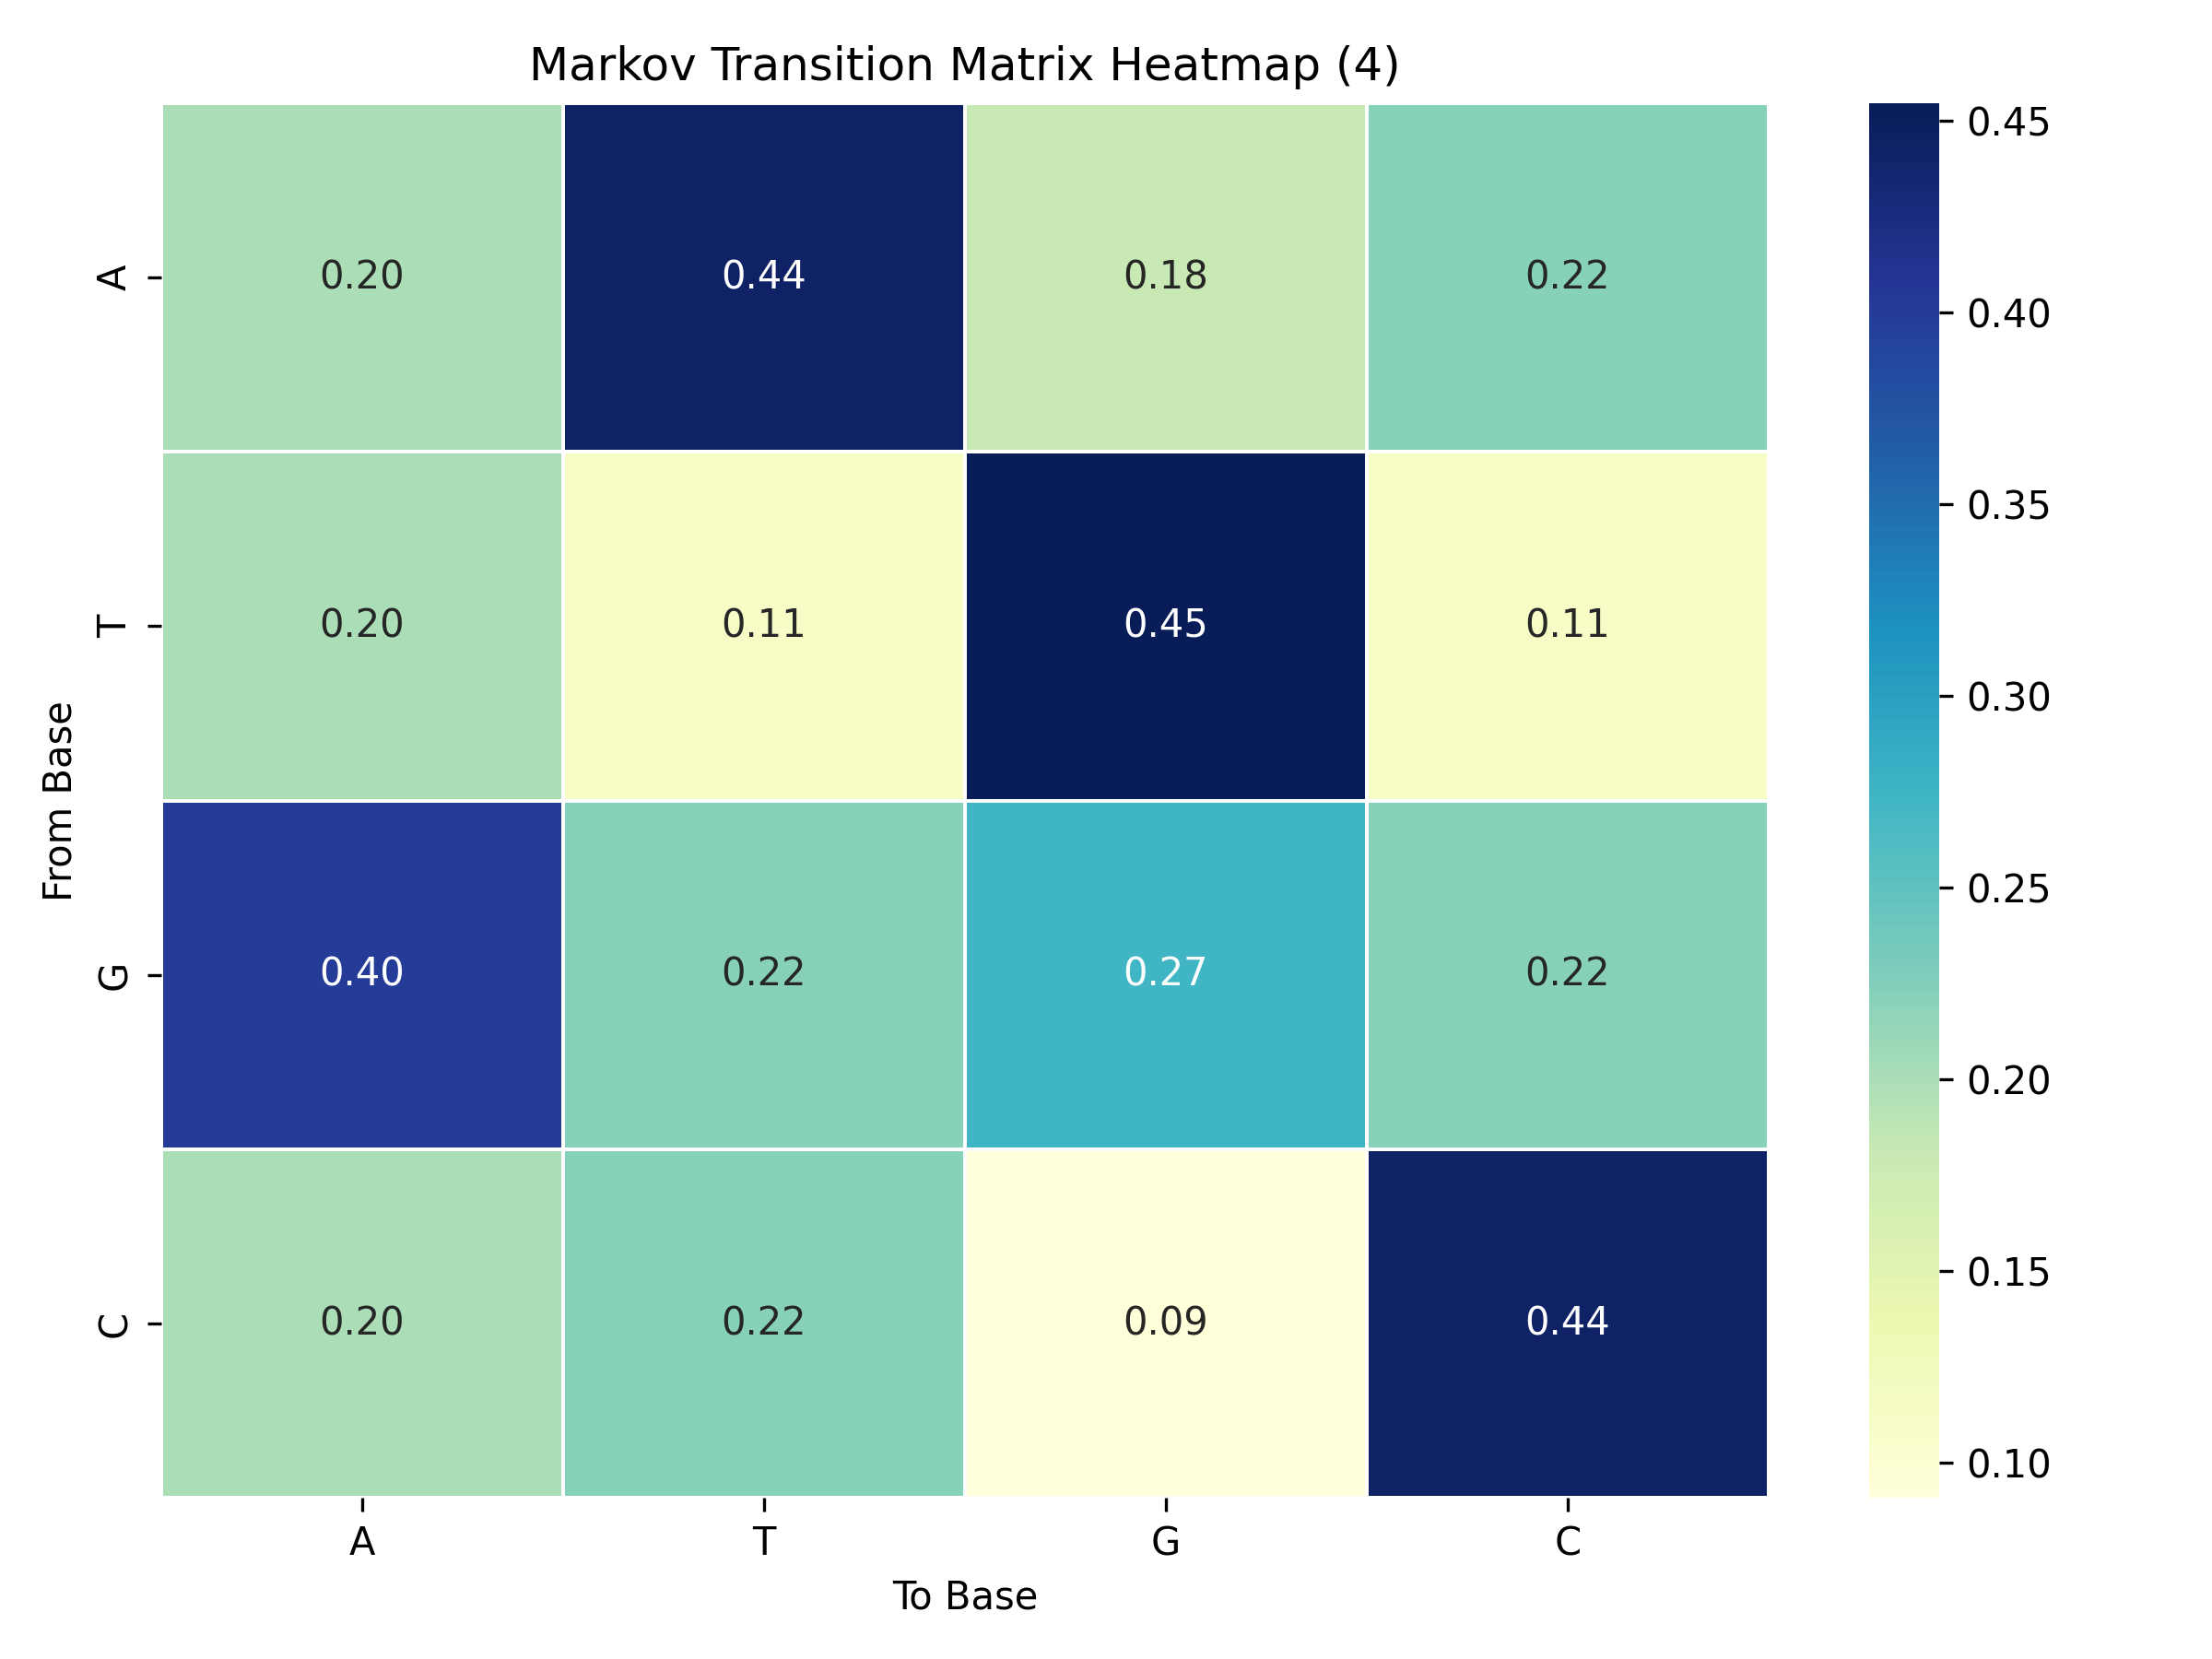 Markov Transition Matrix Heatmap (4)
A 0.20 0.44 0.18 0.22
T 0.20 0.11 0.45 0.11
G 0.40 0.22 0.27 0.22
C 0.20 0.22 0.09 0.44
A T G C
To Base
From Base
0.45
0.40
0.35
0.30
0.25
0.20
0.15
0.10